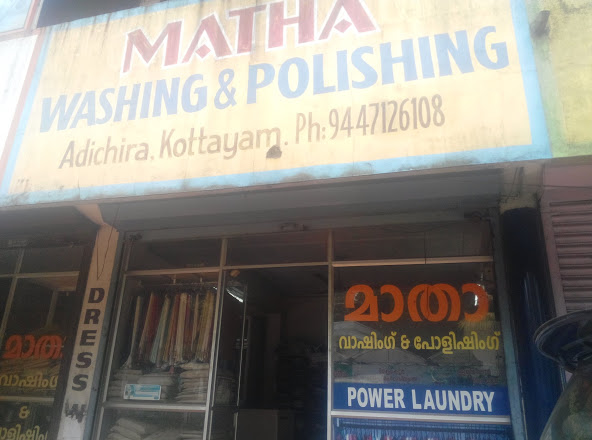 MATHA
WASHING & POLISHING
Adichira, Kottayam. Ph: 9447126108
മാതാ
വാഷിംഗ് & പോളിഷിംഗ്
POWER LAUNDRY
DRESS W
മാതാ
വാഷിംഗ്
&
പോളിഷിംഗ്